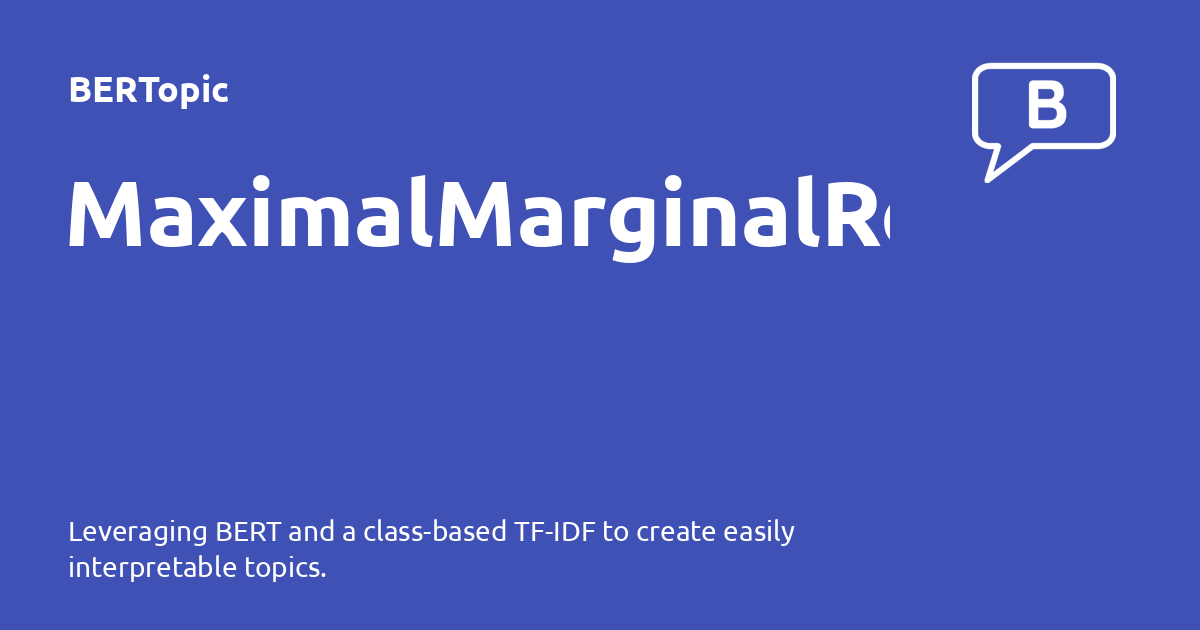 BERTopic
B
MaximalMarginalR
Leveraging BERT and a class-based TF-IDF to create easily
interpretable topics.